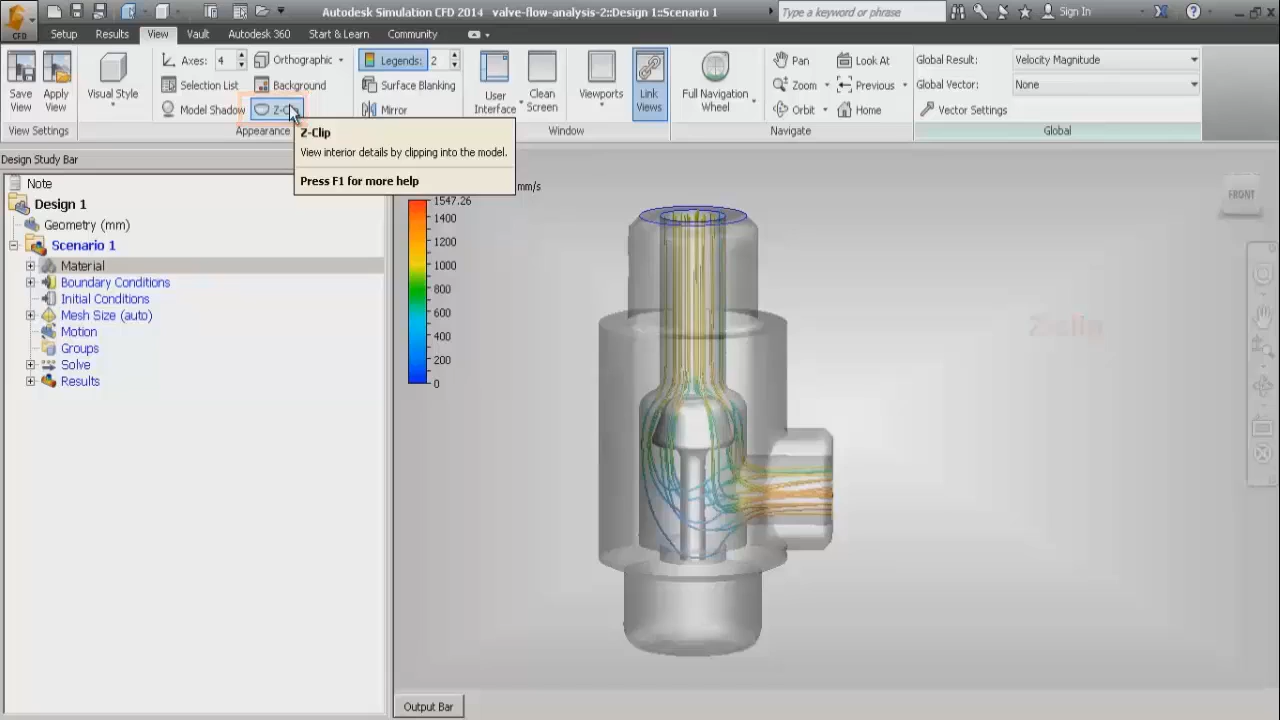 Autodesk Simulation CFD 2014 valve-flow-analysis-2::Design 1::Scenario 1
Type a keyword or phrase
Sign In
CFD
Setup Results View Vault Autodesk 360 Start & Learn Community
Save View
Apply View
View Settings
Visual Style
Axes: 4
Selection List
Model Shadow
Orthographic
Background
Z-Clip
Appearance
Legends: 2
Surface Blanking
Mirror
User Interface
Clean Screen
Viewports
Link Views
Window
Full Navigation Wheel
Pan
Zoom
Orbit
Look At
Previous
Home
Navigate
Global Result: Velocity Magnitude
Global Vector: None
Vector Settings
Global
Z-Clip
View interior details by clipping into the model.
Press F1 for more help
Design Study Bar
Note
Design 1
Geometry (mm)
Scenario 1
Material
Boundary Conditions
Initial Conditions
Mesh Size (auto)
Motion
Groups
Solve
Results
mm/s
1547.26
1400
1200
1000
800
600
400
200
0
FRONT
Z-clip
Output Bar